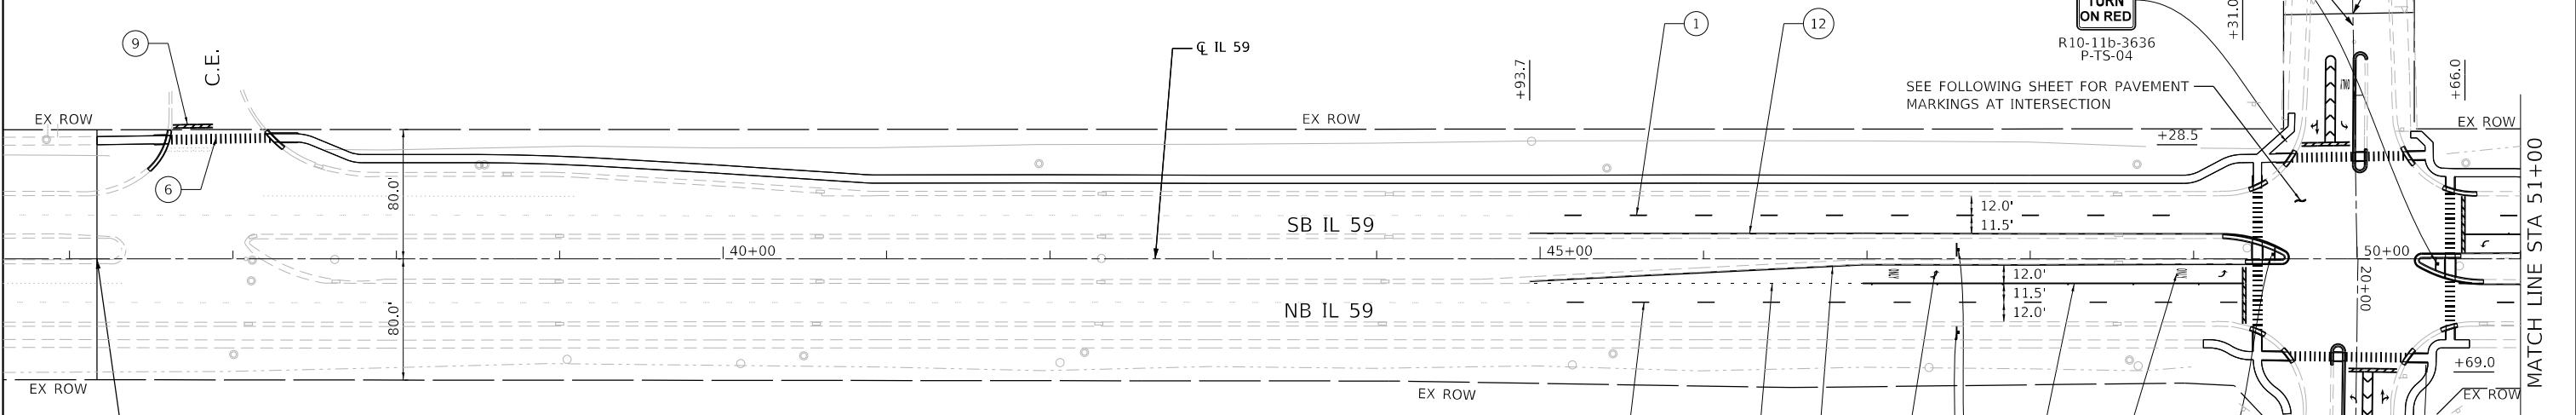 TURN
ON RED
R10-11b-3636
P-TS-04
+31.0
1
12
9
C.E.
℄ IL 59
+93.7
+66.0
SEE FOLLOWING SHEET FOR PAVEMENT
MARKINGS AT INTERSECTION
ONLY
EX ROW
EX ROW
EX ROW
+28.5
6
80.0'
12.0'
11.5'
SB IL 59
40+00
45+00
50+00
20+00
MATCH LINE STA 51+00
ONLY
ONLY
12.0'
11.5'
12.0'
NB IL 59
80.0'
+69.0
EX ROW
EX ROW
EX ROW